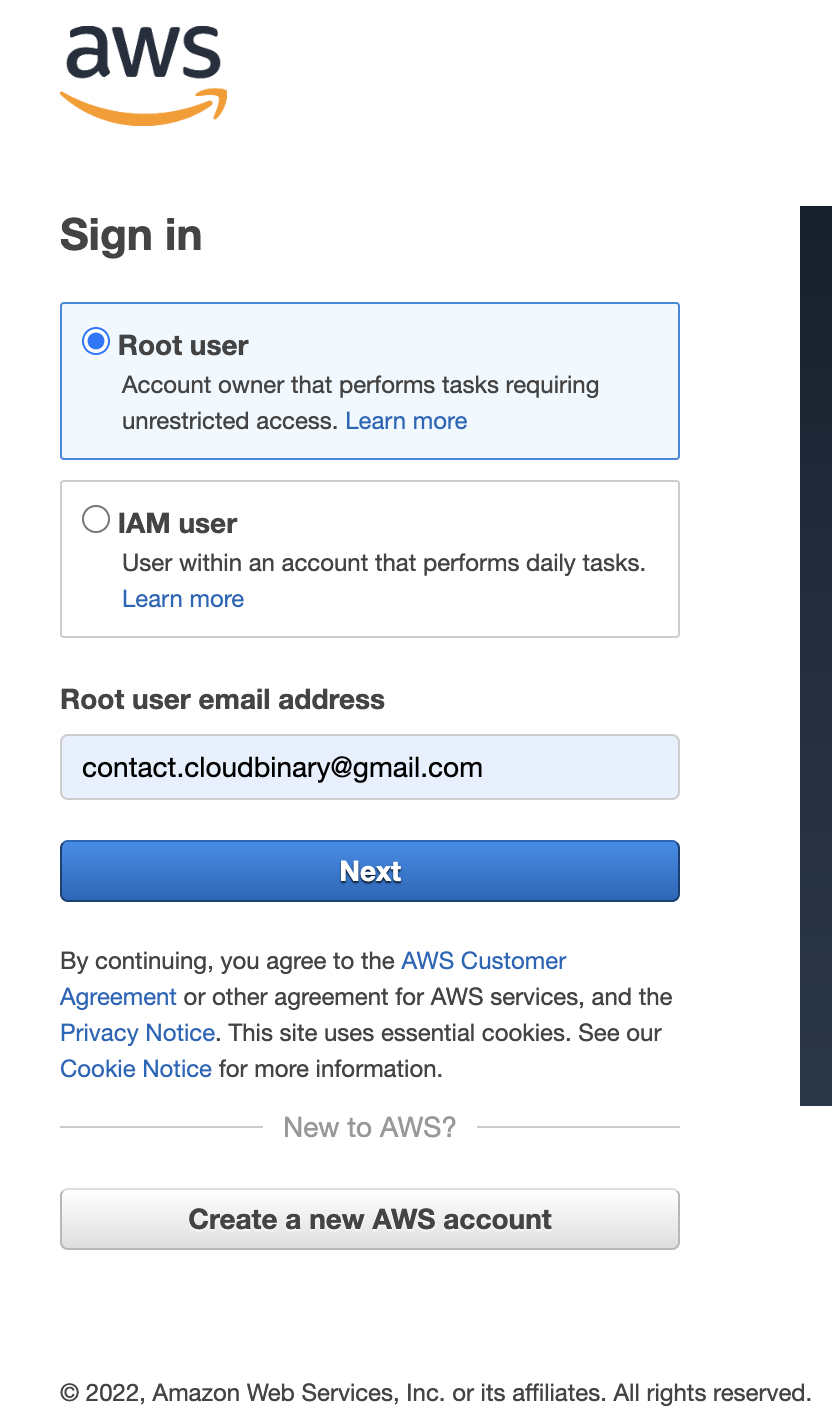 aws
Sign in
Root user
Account owner that performs tasks requiring
unrestricted access. Learn more
IAM user
User within an account that performs daily tasks.
Learn more
Root user email address
contact.cloudbinary@gmail.com
Next
By continuing, you agree to the AWS Customer
Agreement or other agreement for AWS services, and the
Privacy Notice. This site uses essential cookies. See our
Cookie Notice for more information.
New to AWS?
Create a new AWS account
© 2022, Amazon Web Services, Inc. or its affiliates. All rights reserved.